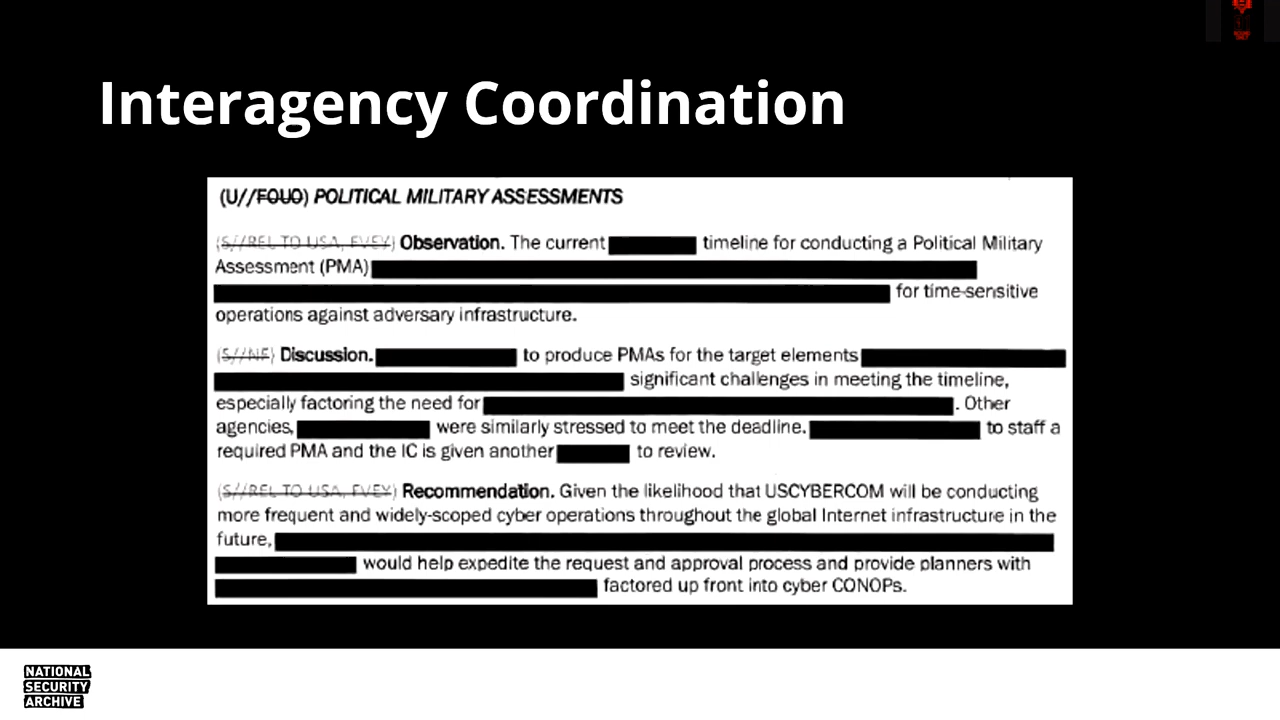 Interagency Coordination
(U//FOUO) POLITICAL MILITARY ASSESSMENTS
(S//REL TO USA, FVEY) Observation. The current timeline for conducting a Political Military
Assessment (PMA)
for time-sensitive
operations against adversary infrastructure.
(S//NF) Discussion. to produce PMAs for the target elements
significant challenges in meeting the timeline,
especially factoring the need for . Other
agencies, were similarly stressed to meet the deadline. to staff a
required PMA and the IC is given another to review.
(S//REL TO USA, FVEY) Recommendation. Given the likelihood that USCYBERCOM will be conducting
more frequent and widely-scoped cyber operations throughout the global Internet infrastructure in the
future,
would help expedite the request and approval process and provide planners with
factored up front into cyber CONOPs.
NATIONAL
SECURITY
ARCHIVE